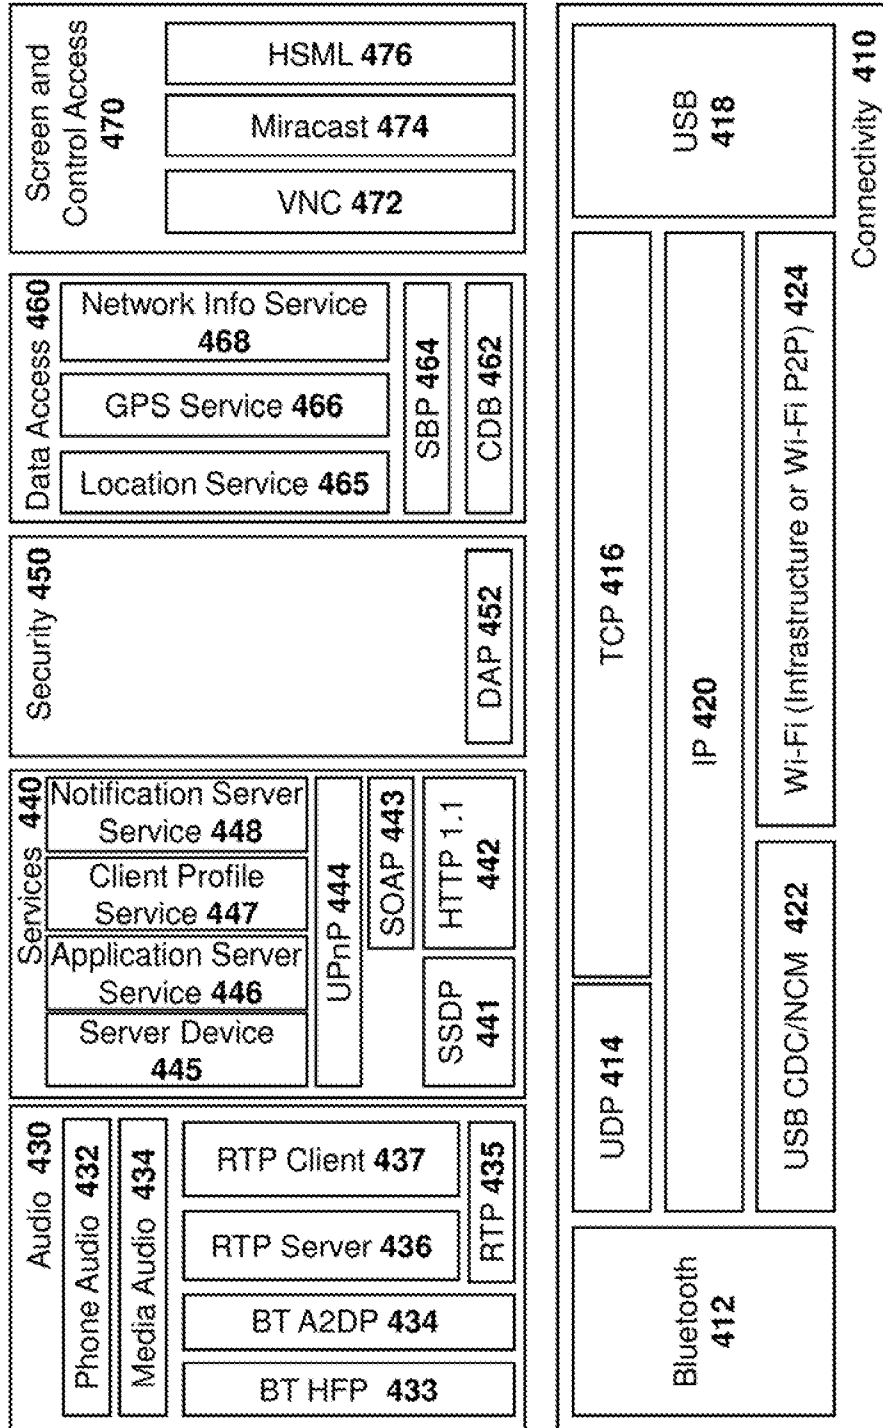 Audio 430
Phone Audio 432
Media Audio 434
BT HFP 433
BT A2DP 434
RTP Server 436
RTP Client 437
RTP 435
Services 440
Server Device
445
Application Server
Service 446
Client Profile
Service 447
Notification Server
Service 448
UPnP 444
SOAP 443
SSDP
441
HTTP 1.1
442
Security 450
DAP 452
Data Access 460
Location Service 465
GPS Service 466
Network Info Service
468
SBP 464
CDB 462
Screen and
Control Access
470
VNC 472
Miracast 474
HSML 476
Bluetooth
412
UDP 414
TCP 416
IP 420
USB CDC/NCM 422
Wi-Fi (Infrastructure or Wi-Fi P2P) 424
USB
418
Connectivity 410